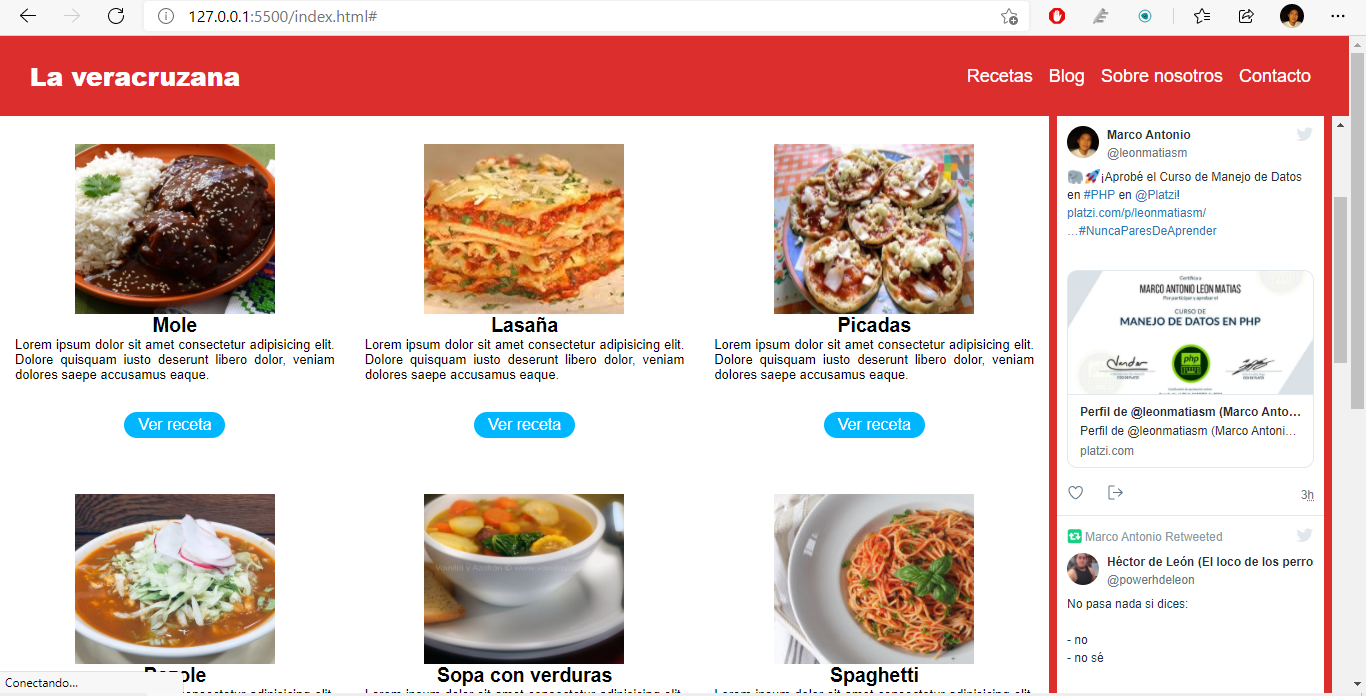 127.0.0.1:5500/index.html#
La veracruzana
Recetas Blog Sobre nosotros Contacto
Mole
Lorem ipsum dolor sit amet consectetur adipisicing elit.
Dolore quisquam iusto deserunt libero dolor, veniam
dolores saepe accusamus eaque.
Ver receta
Lasaña
Lorem ipsum dolor sit amet consectetur adipisicing elit.
Dolore quisquam iusto deserunt libero dolor, veniam
dolores saepe accusamus eaque.
Ver receta
Picadas
Lorem ipsum dolor sit amet consectetur adipisicing elit.
Dolore quisquam iusto deserunt libero dolor, veniam
dolores saepe accusamus eaque.
Ver receta
Pozole
Sopa con verduras
Spaghetti
Marco Antonio
@leonmatiasm
🐘🚀¡Aprobé el Curso de Manejo de Datos
en #PHP en @Platzi!
platzi.com/p/leonmatiasm/
…#NuncaParesDeAprender
Certifica a
MARCO ANTONIO LEON MATIAS
Por participar y aprobar el
CURSO DE
MANEJO DE DATOS EN PHP
php
Perfil de @leonmatiasm (Marco Anto…
Perfil de @leonmatiasm (Marco Antoni…
platzi.com
3h
Marco Antonio Retweeted
Héctor de León (El loco de los perro
@powerhdeleon
No pasa nada si dices:
- no
- no sé
Conectando...